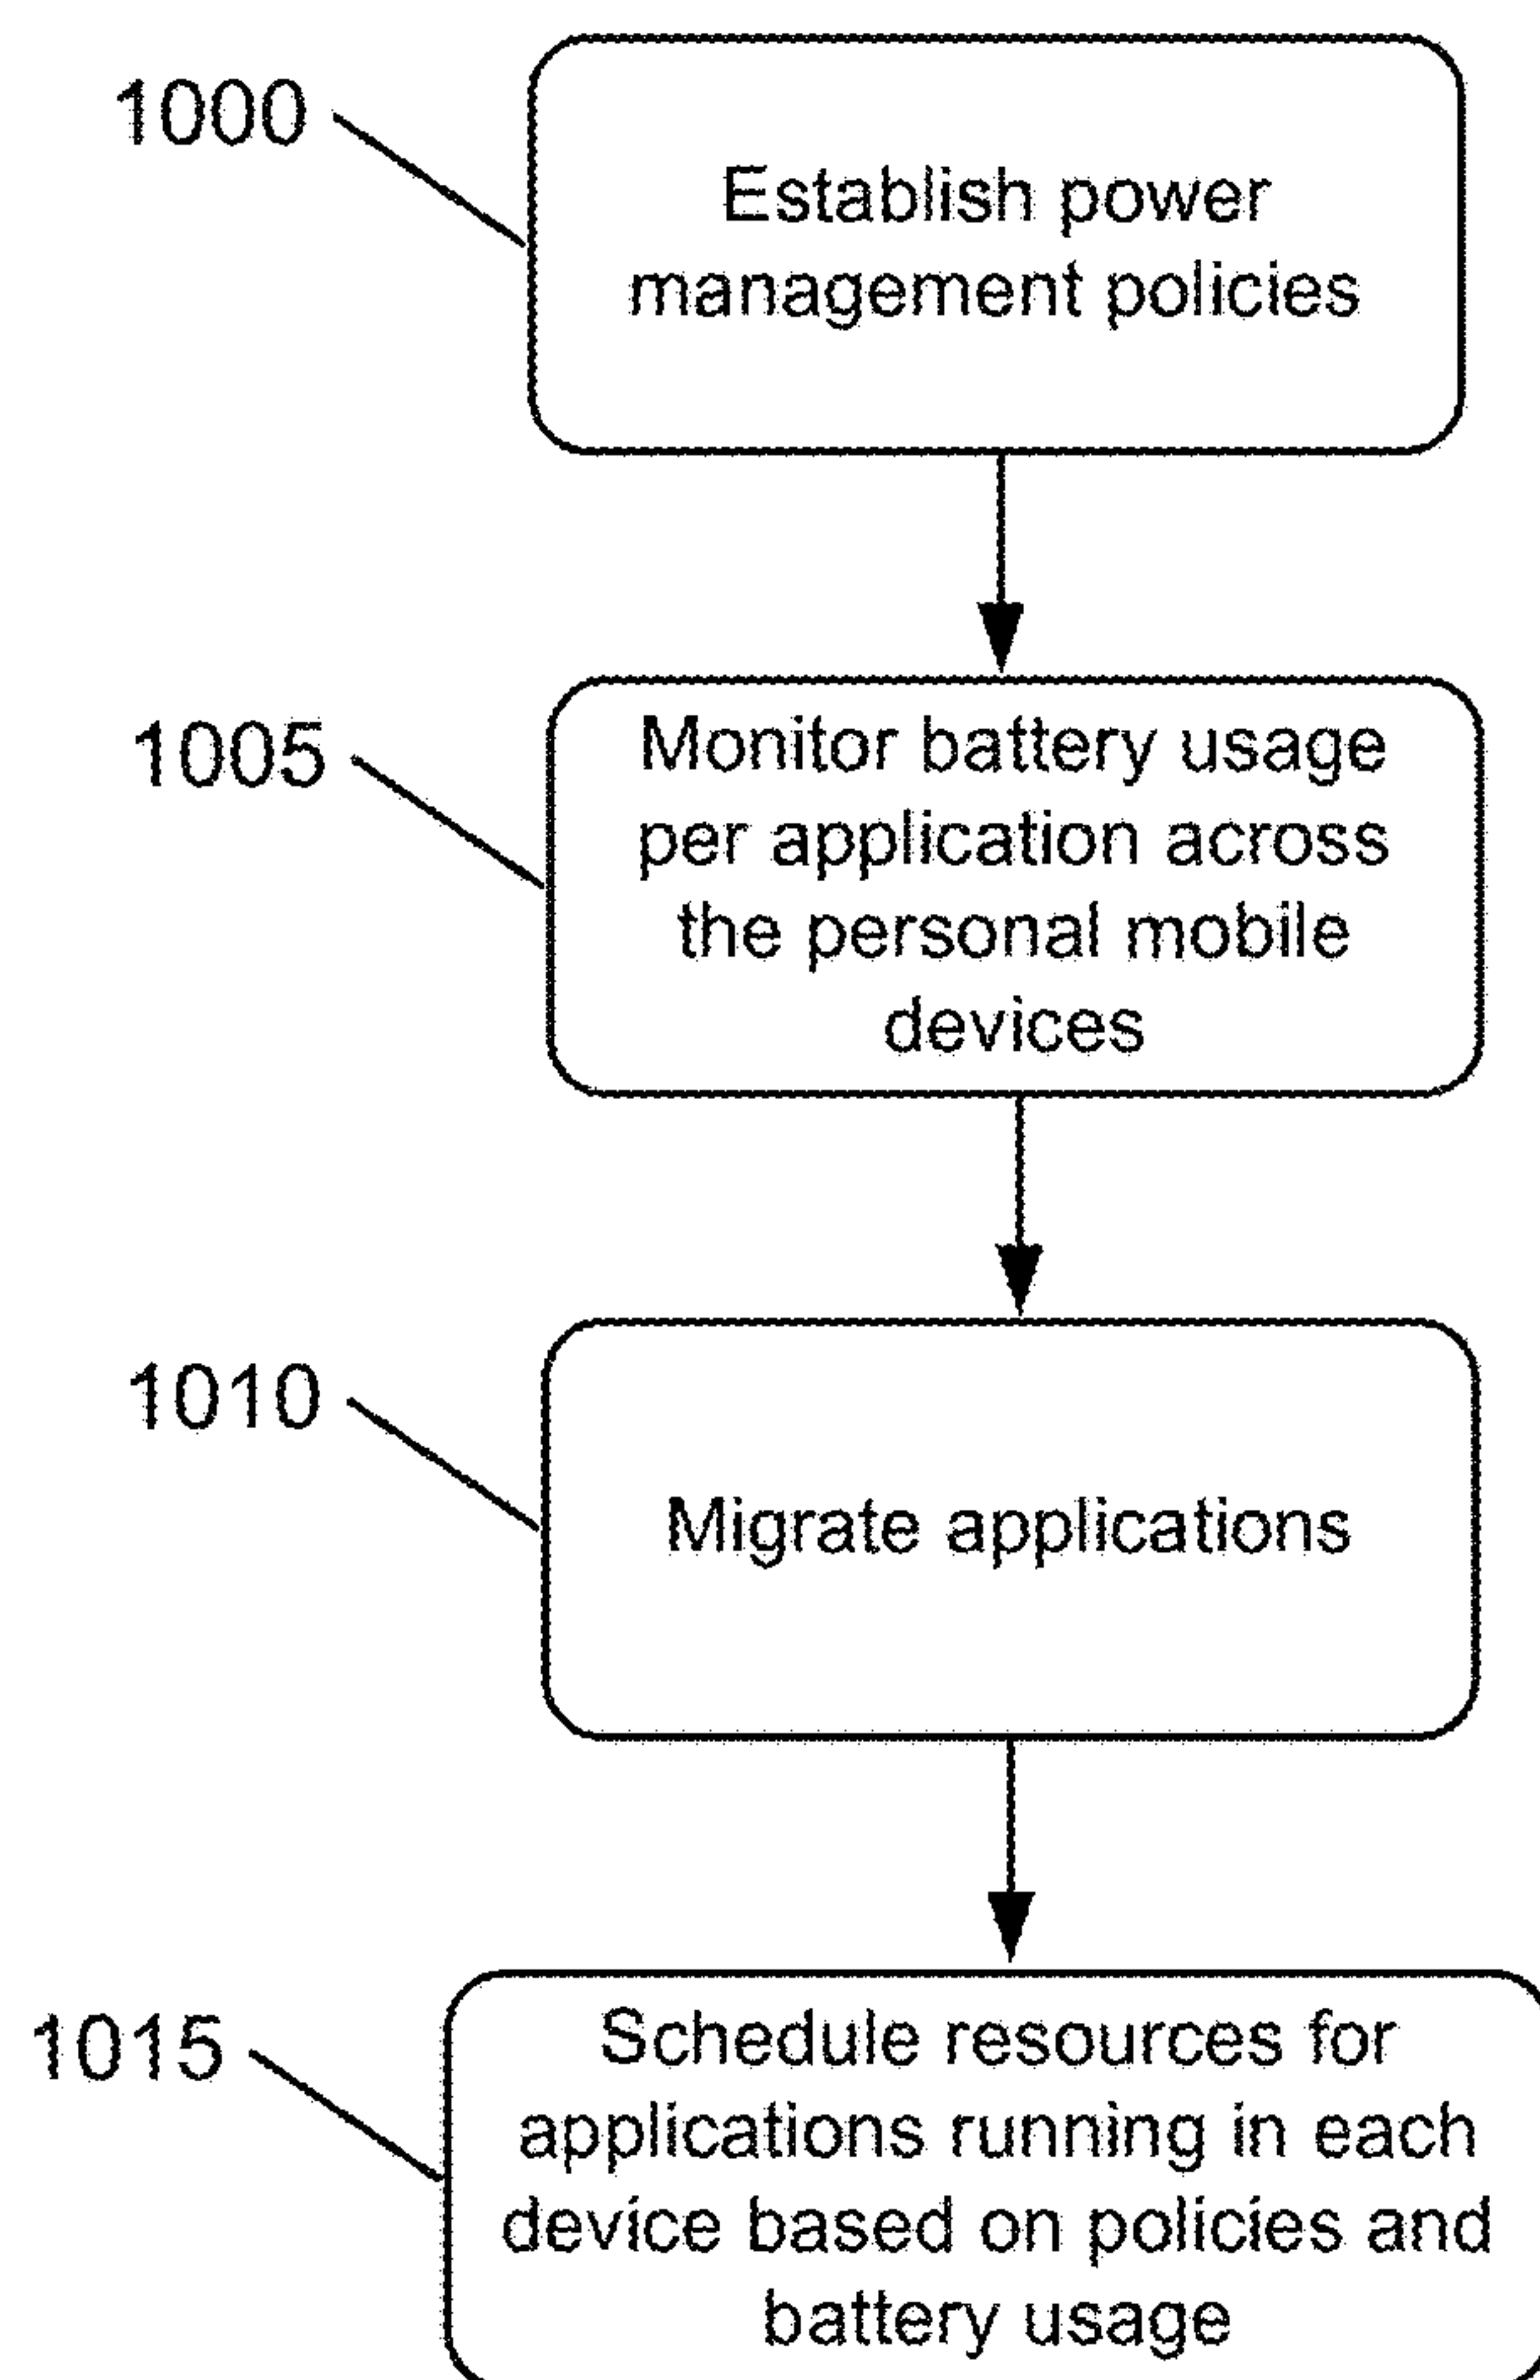 1000
Establish power
management policies
1005
Monitor battery usage
per application across
the personal mobile
devices
1010
Migrate applications
1015
Schedule resources for
applications running in each
device based on policies and
battery usage